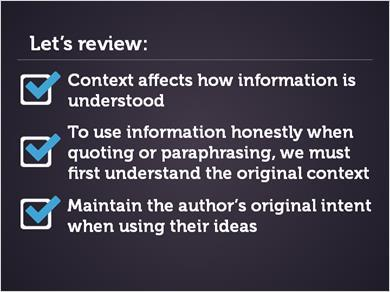 Let's review:
Context affects how information is
understood
To use information honestly when
quoting or paraphrasing, we must
first understand the original context
Maintain the author's original intent
when using their ideas